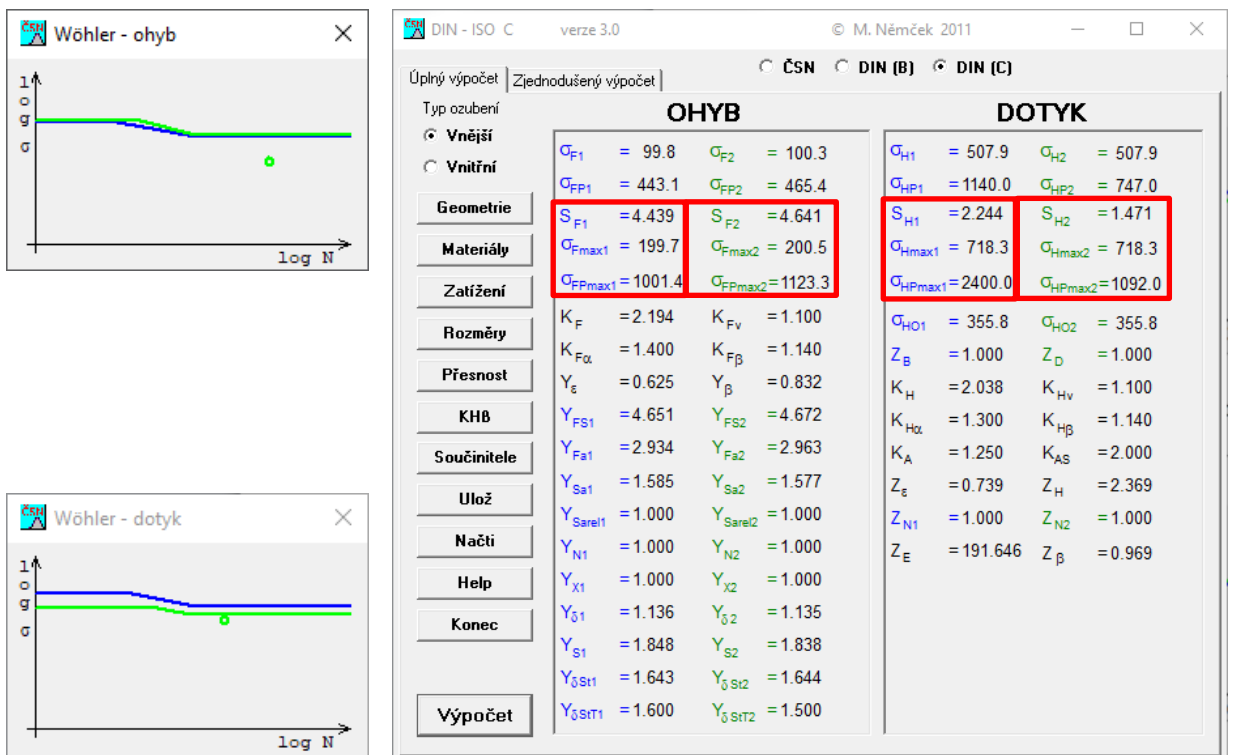 Wöhler - ohyb
log σ
log N
Wöhler - dotyk
log σ
log N
DIN - ISO C verze 3.0 © M. Němček 2011
ČSN DIN (B) DIN (C)
Úplný výpočet Zjednodušený výpočet
Typ ozubení
Vnější
Vnitřní
Geometrie
Materiály
Zatížení
Rozměry
Přesnost
KHß
Součinitele
Ulož
Načti
Help
Konec
Výpočet
OHYB
σF1 = 99.8 σF2 = 100.3
σFP1 = 443.1 σFP2 = 465.4
SF1 =4.439 SF2 =4.641
σFmax1 = 199.7 σFmax2 = 200.5
σFPmax1 =1001.4 σFPmax2 =1123.3
KF =2.194 KFv =1.100
KFα =1.400 KFβ =1.140
Yε =0.625 Yβ =0.832
YFS1 =4.651 YFS2 =4.672
YFa1 =2.934 YFa2 =2.963
YSa1 =1.585 YSa2 =1.577
YSarel1 =1.000 YSarel2 =1.000
YN1 =1.000 YN2 =1.000
YX1 =1.000 YX2 =1.000
Yδ1 =1.136 Yδ2 =1.135
YS1 =1.848 YS2 =1.838
YδSt1 =1.643 YδSt2 =1.644
YδStT1 =1.600 YδStT2 =1.500
DOTYK
σH1 = 507.9 σH2 = 507.9
σHP1 =1140.0 σHP2 = 747.0
SH1 =2.244 SH2 =1.471
σHmax1 = 718.3 σHmax2 = 718.3
σHPmax1 =2400.0 σHPmax2 =1092.0
σHO1 = 355.8 σHO2 = 355.8
ZB =1.000 ZD =1.000
KH =2.038 KHv =1.100
KHα =1.300 KHβ =1.140
KA =1.250 KAS =2.000
Zε =0.739 ZH =2.369
ZN1 =1.000 ZN2 =1.000
ZE =191.646 Zβ =0.969